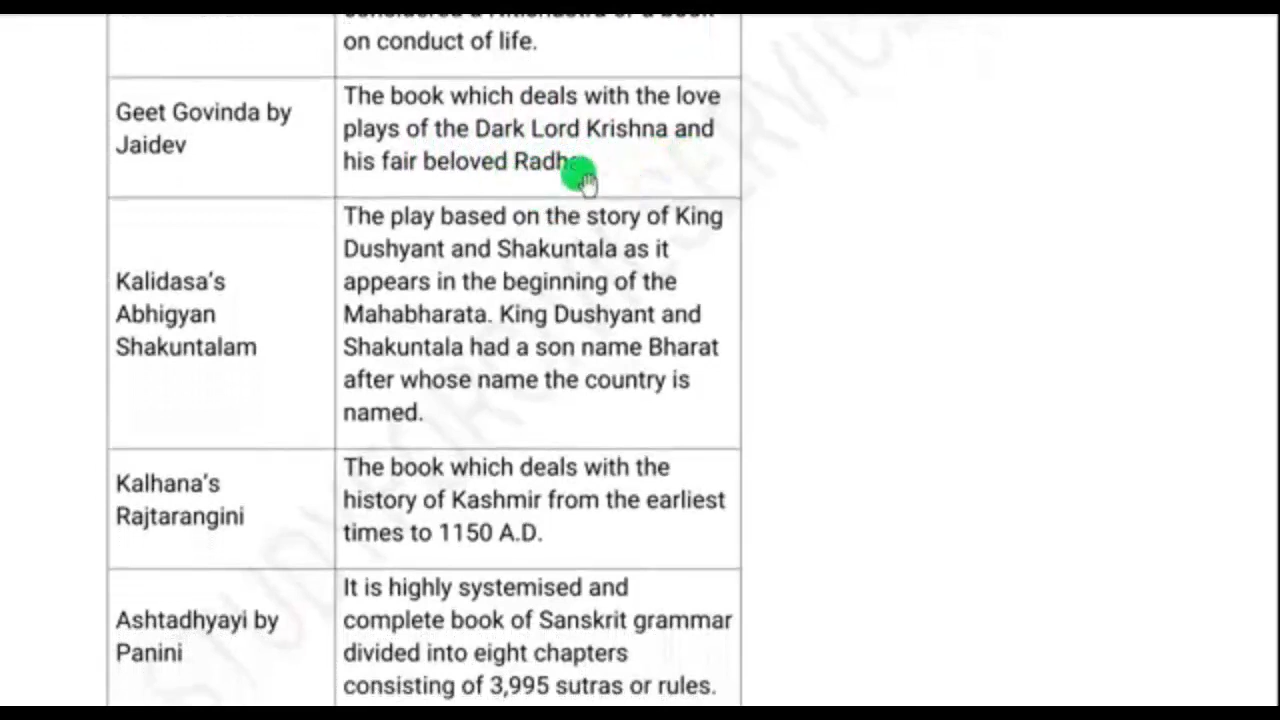 on conduct of life.
Geet Govinda by
Jaidev
The book which deals with the love
plays of the Dark Lord Krishna and
his fair beloved Radh
Kalidasa's
Abhigyan
Shakuntalam
The play based on the story of King
Dushyant and Shakuntala as it
appears in the beginning of the
Mahabharata. King Dushyant and
Shakuntala had a son name Bharat
after whose name the country is
named.
Kalhana's
Rajtarangini
The book which deals with the
history of Kashmir from the earliest
times to 1150 A.D.
Ashtadhyayi by
Panini
It is highly systemised and
complete book of Sanskrit grammar
divided into eight chapters
consisting of 3,995 sutras or rules.